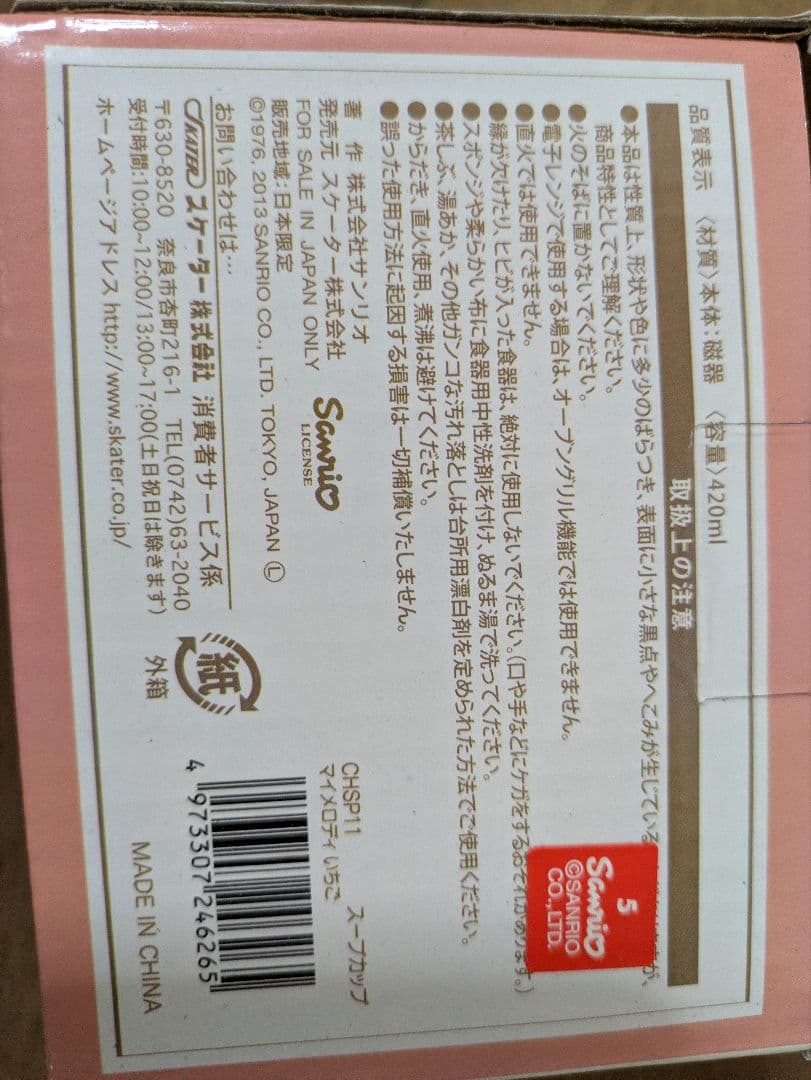 品質表示 〈材質〉本体:磁器 〈容量〉420ml
取扱上の注意
●本品は性質上、形状や色に多少のばらつき、表面に小さな黒点やへこみが生じている
が、
商品特性としてご理解ください。
●火のそばに置かないでください。
●電子レンジで使用する場合は、オーブングリル機能では使用できません。
●直火では使用できません。
●縁が欠けたり、ヒビが入った食器は、絶対に使用しないでください。(口や手などにケガをするおそれがあります。)
●スポンジや柔らかい布に食器用中性洗剤を付け、ぬるま湯で洗ってください。
●茶しぶ、湯あか、その他ガンコな汚れ落としは台所用漂白剤を定められた方法でご使用ください。
●からだき、直火使用、煮沸は避けてください。
●誤った使用方法に起因する損害は一切補償いたしません。
5
Sanrio
©SANRIO
CO.,LTD.
著 作 株式会社サンリオ
発売元 スケーター株式会社
FOR SALE IN JAPAN ONLY
販売地域:日本限定
©1976, 2013 SANRIO CO., LTD. TOKYO, JAPAN Ⓛ
Sanrio
LICENSE
お問い合わせは…
SKATER スケーター株式会社 消費者サービス係
〒630-8520 奈良市杏町216-1 TEL(0742)63-2040
受付時間:10:00~12:00/13:00~17:00(土日祝日は除きます)
ホームページアドレス http://www.skater.co.jp/
紙
外箱
CHSP11 スープカップ
マイメロディ いちご
4 973307 246265
MADE IN CHINA